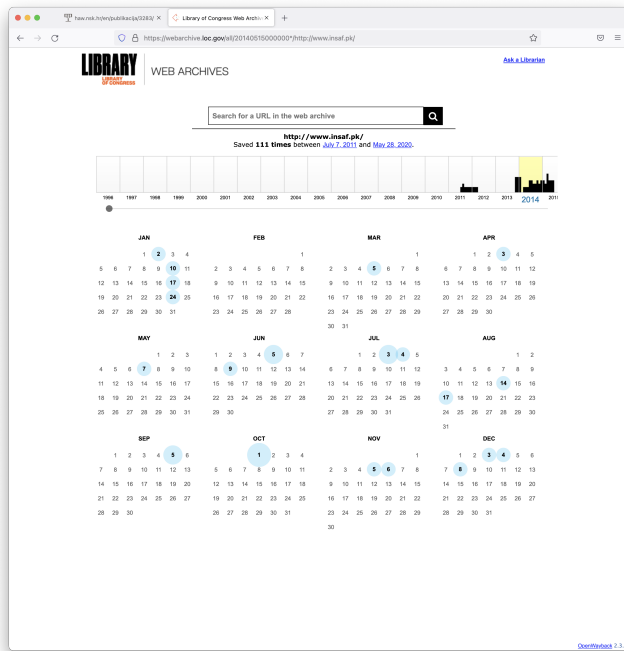 haw.nsk.hr/en/publikacija/3283/ ×
Library of Congress Web Archiv ×
https://webarchive.loc.gov/all/20140515000000*/http://www.insaf.pk/
LIBRARY
LIBRARY
OF CONGRESS
WEB ARCHIVES
Ask a Librarian
Search for a URL in the web archive
http://www.insaf.pk/
Saved 111 times between July 7, 2011 and May 28, 2020.
1996 1997 1998 1999 2000 2001 2002 2003 2004 2005 2006 2007 2008 2009 2010 2011 2012 2013 2014
JAN FEB MAR APR
1 2 3 4 1 1 1 2 3 4 5
5 6 7 8 9 10 11 2 3 4 5 6 7 8 2 3 4 5 6 7 8 6 7 8 9 10 11 12
12 13 14 15 16 17 18 9 10 11 12 13 14 15 9 10 11 12 13 14 15 13 14 15 16 17 18 19
19 20 21 22 23 24 25 16 17 18 19 20 21 22 16 17 18 19 20 21 22 20 21 22 23 24 25 26
26 27 28 29 30 31 23 24 25 26 27 28 23 24 25 26 27 28 29 27 28 29 30
30 31
MAY JUN JUL AUG
1 2 3 1 2 3 4 5 6 7 1 2 3 4 5 1 2
4 5 6 7 8 9 10 8 9 10 11 12 13 14 6 7 8 9 10 11 12 3 4 5 6 7 8 9
11 12 13 14 15 16 17 15 16 17 18 19 20 21 13 14 15 16 17 18 19 10 11 12 13 14 15 16
18 19 20 21 22 23 24 22 23 24 25 26 27 28 20 21 22 23 24 25 26 17 18 19 20 21 22 23
25 26 27 28 29 30 31 29 30 27 28 29 30 31 24 25 26 27 28 29 30
31
SEP OCT NOV DEC
1 2 3 4 5 6 1 2 3 4 1 1 2 3 4 5 6
7 8 9 10 11 12 13 5 6 7 8 9 10 11 2 3 4 5 6 7 8 7 8 9 10 11 12 13
14 15 16 17 18 19 20 12 13 14 15 16 17 18 9 10 11 12 13 14 15 14 15 16 17 18 19 20
21 22 23 24 25 26 27 19 20 21 22 23 24 25 16 17 18 19 20 21 22 21 22 23 24 25 26 27
28 29 30 26 27 28 29 30 31 23 24 25 26 27 28 29 28 29 30 31
30
OpenWayback 2.3.